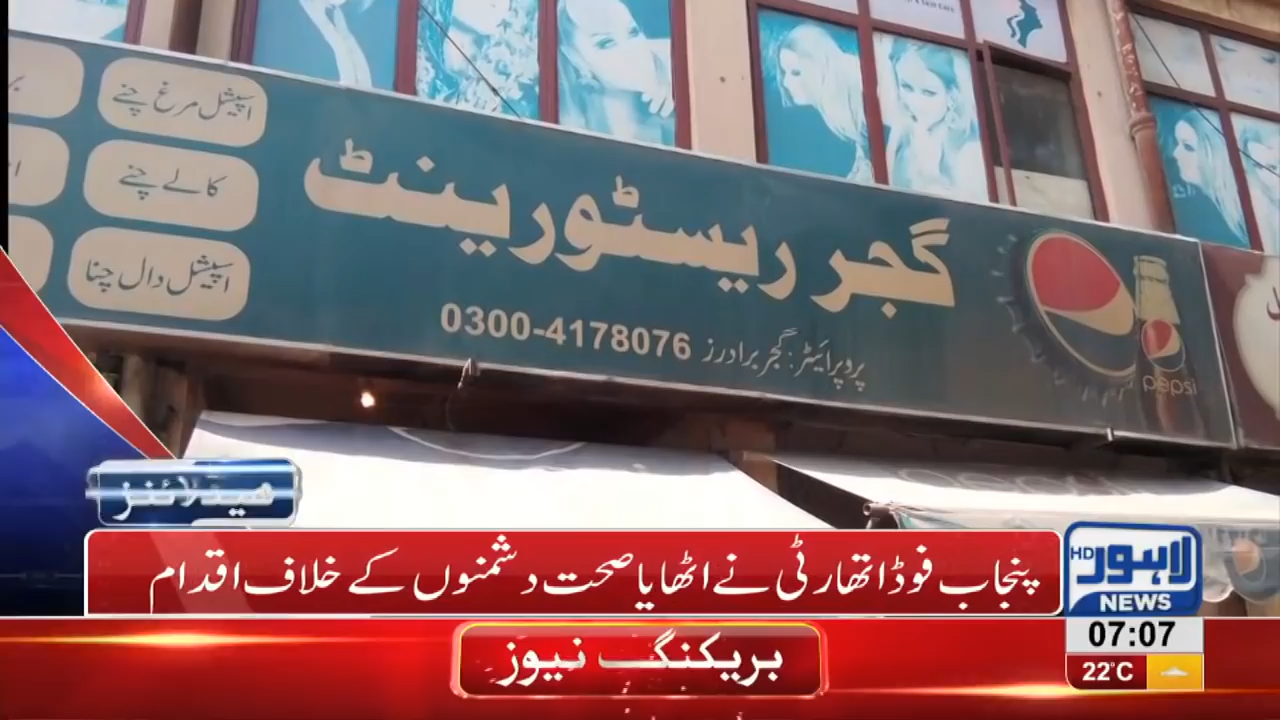 اسپیشل مرغ چنے
کالے چنے
اسپیشل دال چنا
گجر ریسٹورینٹ
پروپرائیٹر: گجر برادرز 0300-4178076
pepsi
ہیڈلائنز
پنجاب فوڈ اتھارٹی نے اٹھایا صحت دشمنوں کے خلاف اقدام
لاہور HD
NEWS
بریکنگ نیوز
07:07
22°C